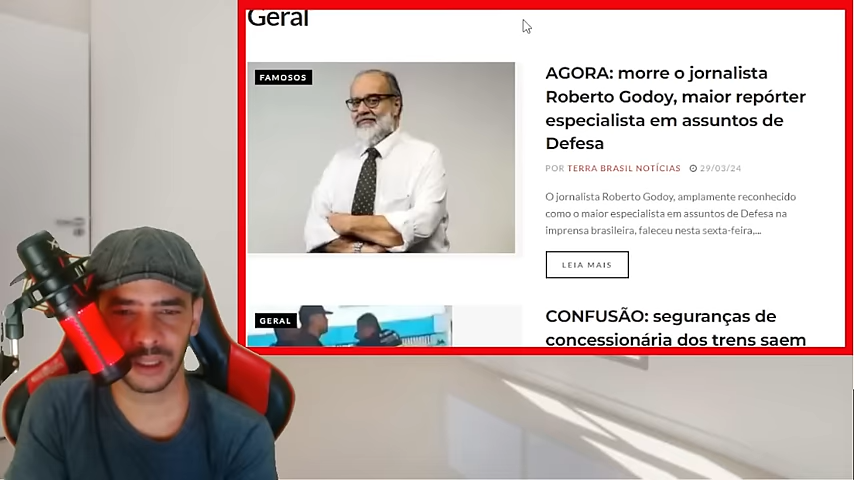 Geral
FAMOSOS
AGORA: morre o jornalista
Roberto Godoy, maior repórter
especialista em assuntos de
Defesa
POR TERRA BRASIL NOTÍCIAS 29/03/24
O jornalista Roberto Godoy, amplamente reconhecido
como o maior especialista em assuntos de Defesa na
imprensa brasileira, faleceu nesta sexta-feira,...
LEIA MAIS
GERAL
CONFUSÃO: seguranças de
concessionária dos trens saem